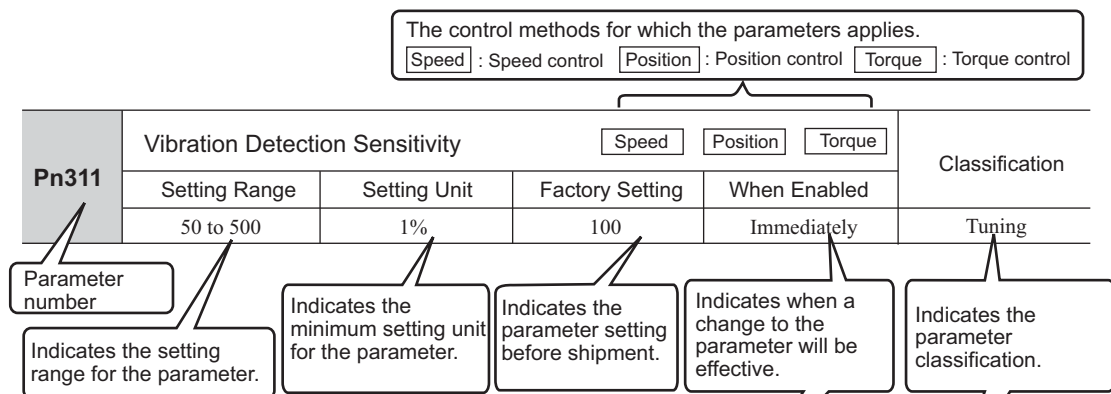 The control methods for which the parameters applies.
Speed : Speed control Position : Position control Torque : Torque control
Pn311
Vibration Detection Sensitivity Speed Position Torque
Classification
Setting Range Setting Unit Factory Setting When Enabled
50 to 500 1% 100 Immediately Tuning
Parameter
number
Indicates the setting
range for the parameter.
Indicates the
minimum setting unit
for the parameter.
Indicates the
parameter setting
before shipment.
Indicates when a
change to the
parameter will be
effective.
Indicates the
parameter
classification.